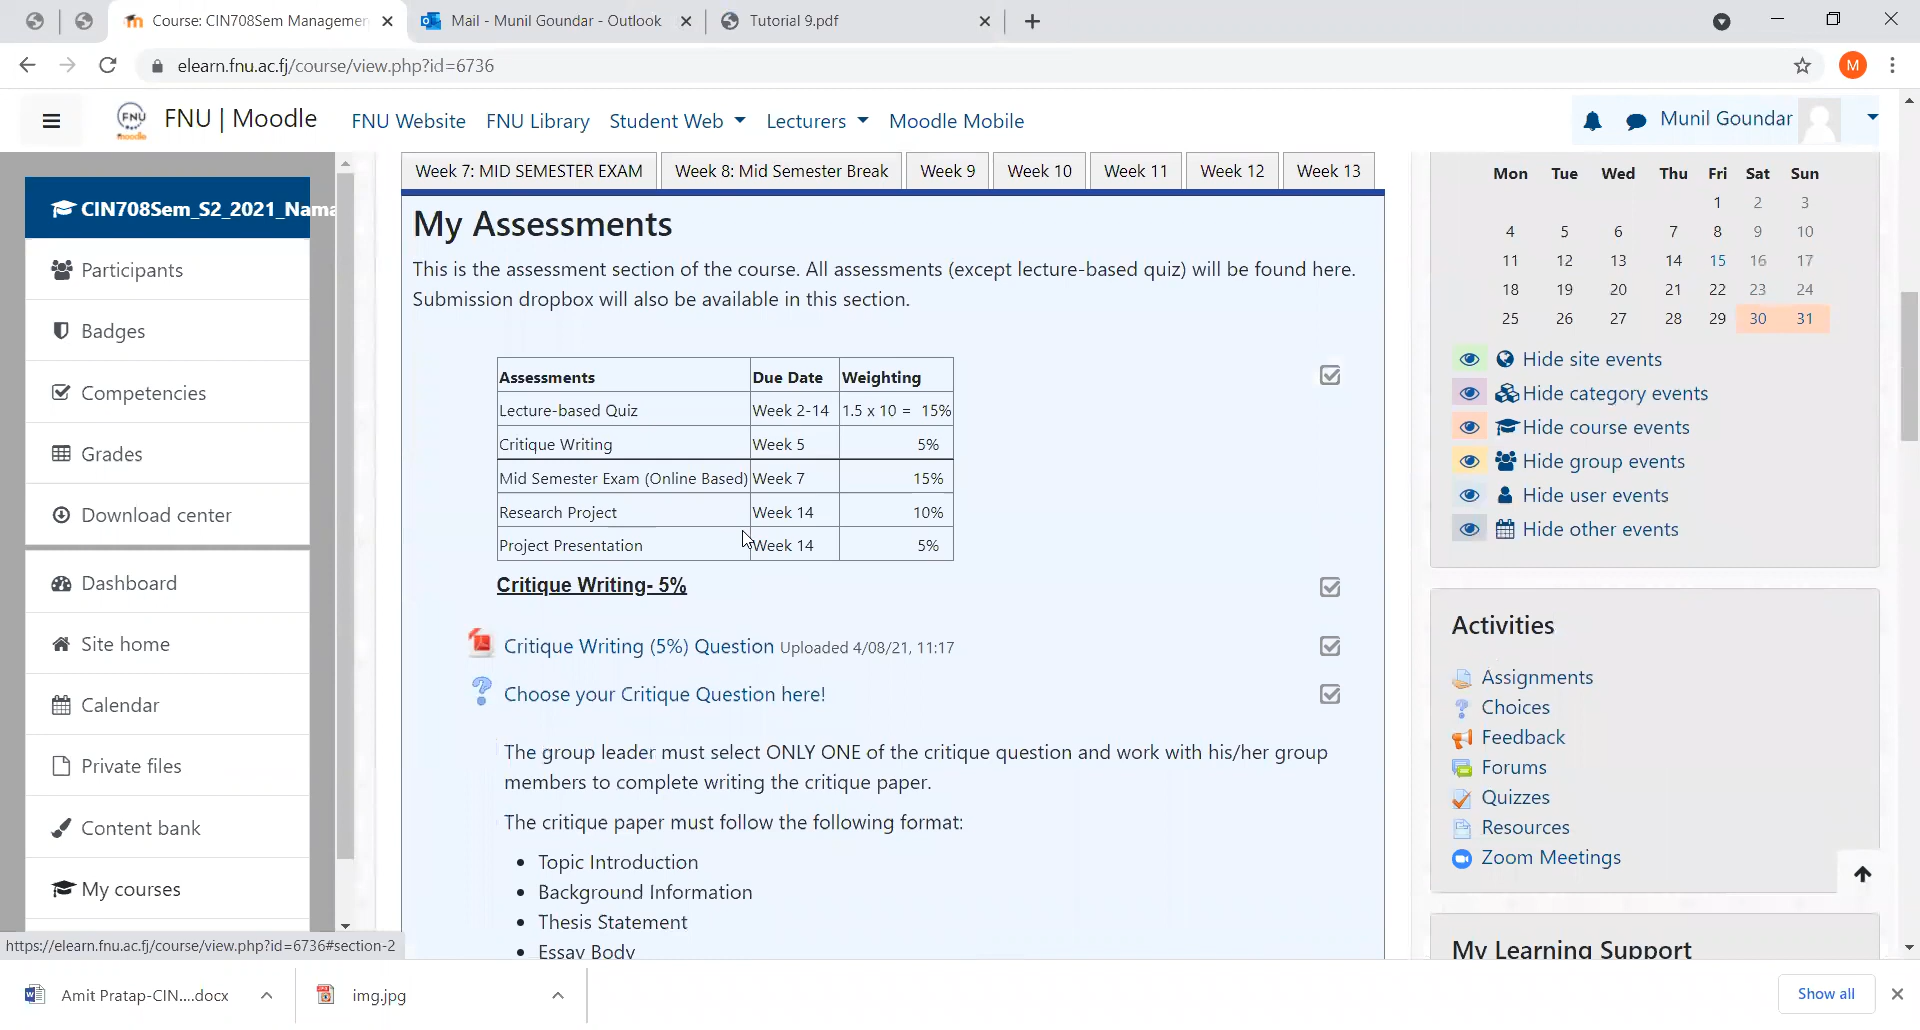 Course: CIN708Sem Managemen
Mail - Munil Goundar - Outlook
Tutorial 9.pdf
elearn.fnu.ac.fj/course/view.php?id=6736
M
FNU
moodle
FNU | Moodle
FNU Website
FNU Library
Student Web
Lecturers
Moodle Mobile
Munil Goundar
CIN708Sem_S2_2021_Nama
Participants
Badges
Competencies
Grades
Download center
Dashboard
Site home
Calendar
Private files
Content bank
My courses
https://elearn.fnu.ac.fj/course/view.php?id=6736#section-2
Week 7: MID SEMESTER EXAM
Week 8: Mid Semester Break
Week 9
Week 10
Week 11
Week 12
Week 13
My Assessments
This is the assessment section of the course. All assessments (except lecture-based quiz) will be found here.
Submission dropbox will also be available in this section.
Assessments Due Date Weighting
Lecture-based Quiz Week 2-14 1.5 x 10 = 15%
Critique Writing Week 5 5%
Mid Semester Exam (Online Based) Week 7 15%
Research Project Week 14 10%
Project Presentation Week 14 5%
Critique Writing- 5%
Critique Writing (5%) Question Uploaded 4/08/21, 11:17
Choose your Critique Question here!
The group leader must select ONLY ONE of the critique question and work with his/her group
members to complete writing the critique paper.
The critique paper must follow the following format:
• Topic Introduction
• Background Information
• Thesis Statement
• Essay Body
Mon Tue Wed Thu Fri Sat Sun
1 2 3
4 5 6 7 8 9 10
11 12 13 14 15 16 17
18 19 20 21 22 23 24
25 26 27 28 29 30 31
Hide site events
Hide category events
Hide course events
Hide group events
Hide user events
Hide other events
Activities
Assignments
Choices
Feedback
Forums
Quizzes
Resources
Zoom Meetings
My Learning Support
Amit Pratap-CIN....docx
img.jpg
Show all